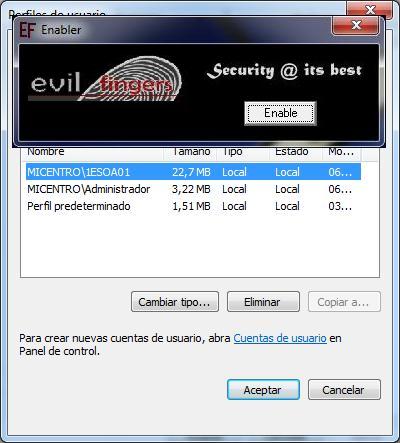 Perfiles de usuario
EF Enabler
evil fingers
Security @ its best
Enable
Nombre Tamaño Tipo Estado Mo...
MICENTRO\1ESOA01 22,7 MB Local Local 06...
MICENTRO\Administrador 3,22 MB Local Local 06...
Perfil predeterminado 1,51 MB Local Local 03...
Cambiar tipo... Eliminar Copiar a...
Para crear nuevas cuentas de usuario, abra Cuentas de usuario en
Panel de control.
Aceptar Cancelar